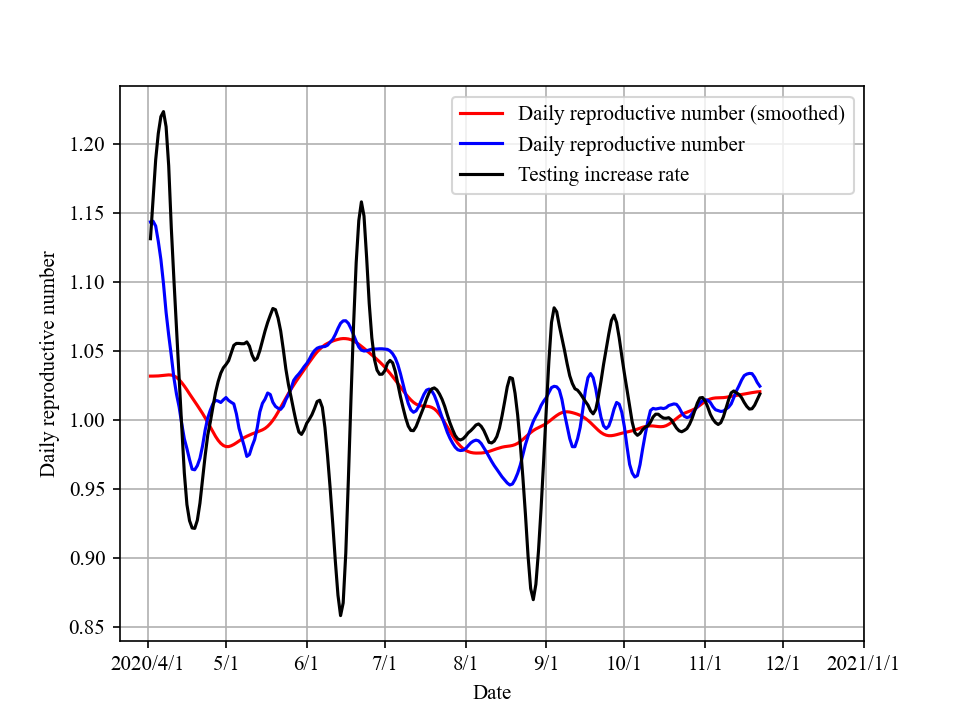 Daily reproductive number (smoothed)
Daily reproductive number
Testing increase rate
Daily reproductive number
1.20
1.15
1.10
1.05
1.00
0.95
0.90
0.85
2020/4/1 5/1 6/1 7/1 8/1 9/1 10/1 11/1 12/1 2021/1/1
Date